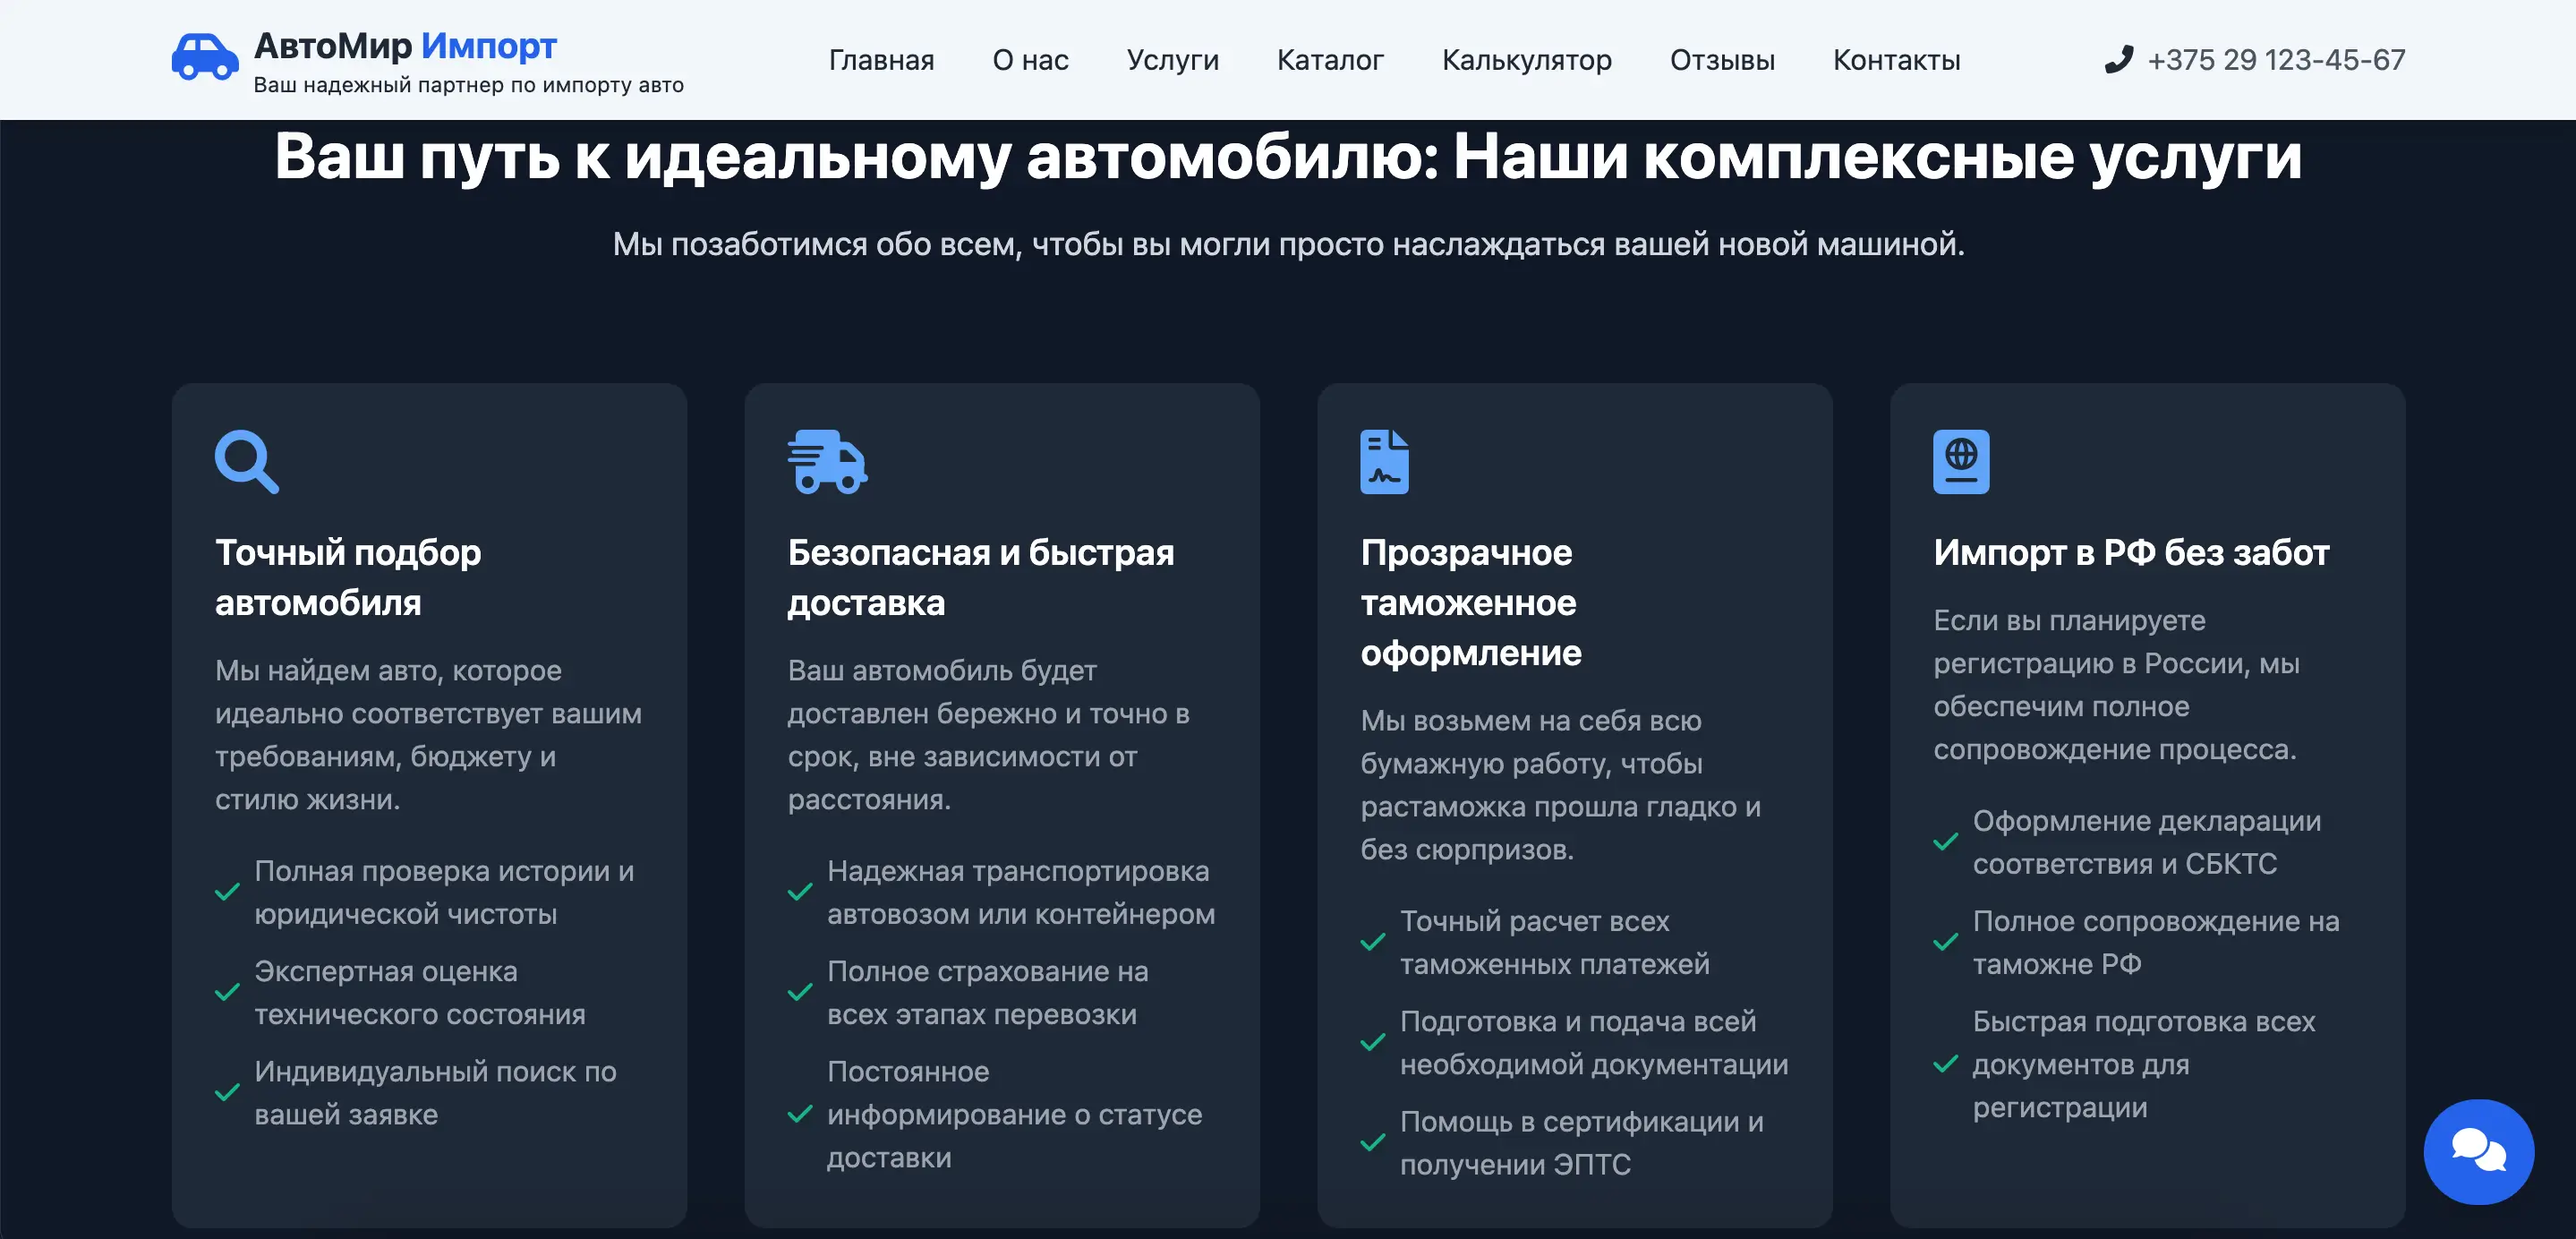 АвтоМир Импорт
Ваш надежный партнер по импорту авто
Главная
О нас
Услуги
Каталог
Калькулятор
Отзывы
Контакты
+375 29 123-45-67
Ваш путь к идеальному автомобилю: Наши комплексные услуги
Мы позаботимся обо всем, чтобы вы могли просто наслаждаться вашей новой машиной.
Точный подбор
автомобиля
Мы найдем авто, которое
идеально соответствует вашим
требованиям, бюджету и
стилю жизни.
Полная проверка истории и
юридической чистоты
Экспертная оценка
технического состояния
Индивидуальный поиск по
вашей заявке
Безопасная и быстрая
доставка
Ваш автомобиль будет
доставлен бережно и точно в
срок, вне зависимости от
расстояния.
Надежная транспортировка
автовозом или контейнером
Полное страхование на
всех этапах перевозки
Постоянное
информирование о статусе
доставки
Прозрачное
таможенное
оформление
Мы возьмем на себя всю
бумажную работу, чтобы
растаможка прошла гладко и
без сюрпризов.
Точный расчет всех
таможенных платежей
Подготовка и подача всей
необходимой документации
Помощь в сертификации и
получении ЭПТС
Импорт в РФ без забот
Если вы планируете
регистрацию в России, мы
обеспечим полное
сопровождение процесса.
Оформление декларации
соответствия и СБКТС
Полное сопровождение на
таможне РФ
Быстрая подготовка всех
документов для
регистрации